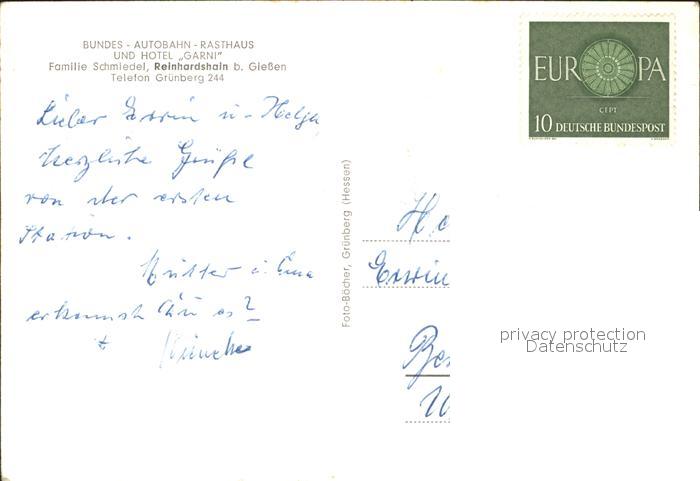 BUNDES - AUTOBAHN - RASTHAUS
UND HOTEL „GARNI"
Familie Schmiedel, Reinhardshain b. Gießen
Telefon Grünberg 244
Lieber Erwin u. Helga
herzliche Grüße
von der ersten
Station.
Mutter u. Oma
erkennst Du es?
Foto-Böcher, Grünberg (Hessen)
EUROPA
CEPT
10 DEUTSCHE BUNDESPOST
Erwin
privacy protection
Datenschutz